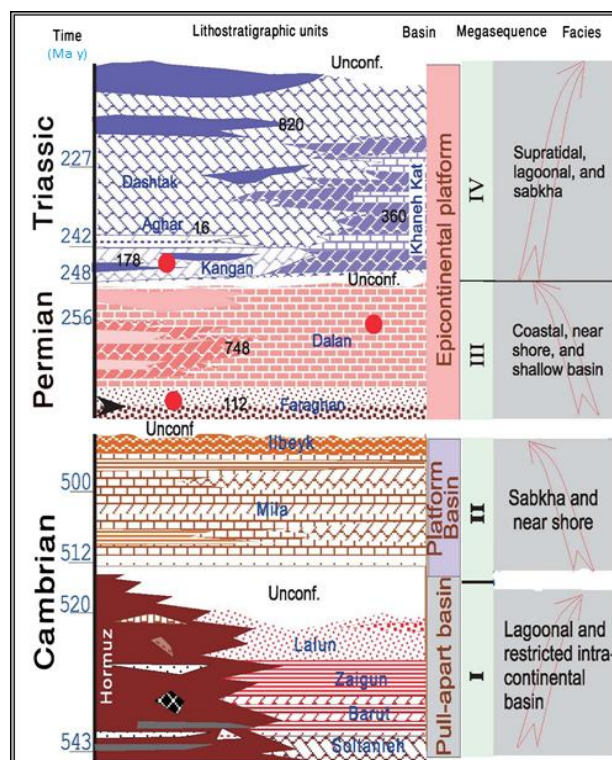 Time
(Ma y)
Lithostratigraphic units
Basin
Megasequence
Facies
Triassic
Permian
Cambrian
227
242
248
256
500
512
520
543
Unconf.
820
Dashtak
Aghar 16
360
Khaneh Kat
178
Kangan
Unconf.
Dalan
748
112
Faraghan
Unconf
Ilbeyk
Mila
Unconf.
Hormuz
Lalun
Zaigun
Barut
Soltanieh
Epicontinental platform
Platform
Basin
Pull-apart basin
IV
III
II
I
Supratidal,
lagoonal, and
sabkha
Coastal, near
shore, and
shallow basin
Sabkha and
near shore
Lagoonal and
restricted intra-
continental
basin